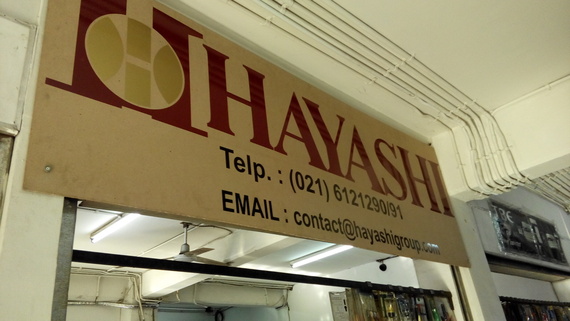 HAYASHI
Telp. : (021) 6121290/91
EMAIL : contact@hayashigroup.com